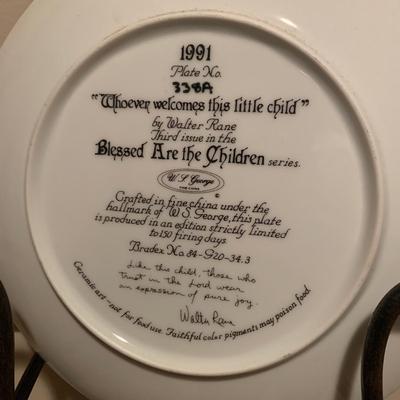 1991
Plate No.
338A
"Whoever welcomes this little child"
by Walter Rane
Third issue in the
Blessed Are the Children series.
W S George
FINE CHINA
©
Crafted in fine china under the
hallmark of W S George, this plate
is produced in an edition strictly limited
to 150 firing days
Bradex No 84-G20-34.3
Like this child, those who
trust in the Lord wear
an expression of pure joy.
Walter Rane
Ceramic art - not for food use. Faithful color pigments may poison food